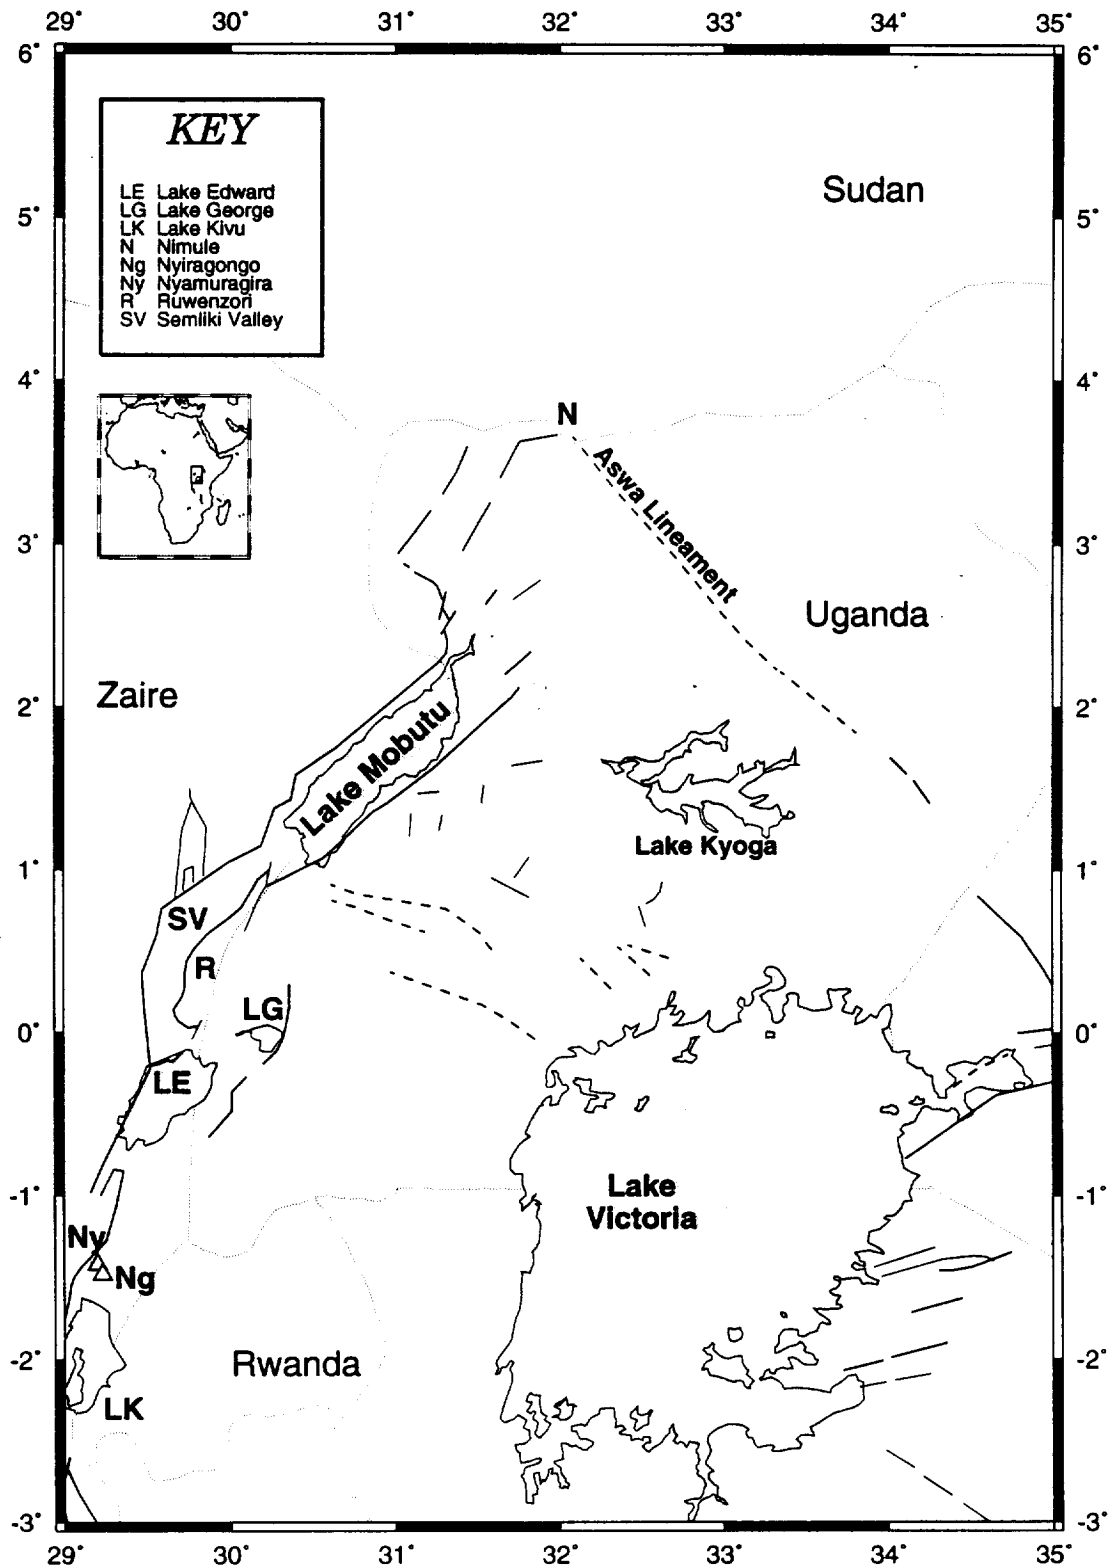 29° 30° 31° 32° 33° 34° 35°
6° 6°
KEY
LE Lake Edward
LG Lake George
LK Lake Kivu
N Nimule
Ng Nyiragongo
Ny Nyamuragira
R Ruwenzori
SV Semliki Valley
Sudan
5° 5°
4° 4°
N
Aswa Lineament
3° 3°
Uganda
Zaire
2° 2°
Lake Mobutu
Lake Kyoga
1° 1°
SV
R
LG
0° 0°
LE
-1° -1°
Lake
Victoria
Ny
Ng
-2° -2°
Rwanda
LK
-3° -3°
29° 30° 31° 32° 33° 34° 35°